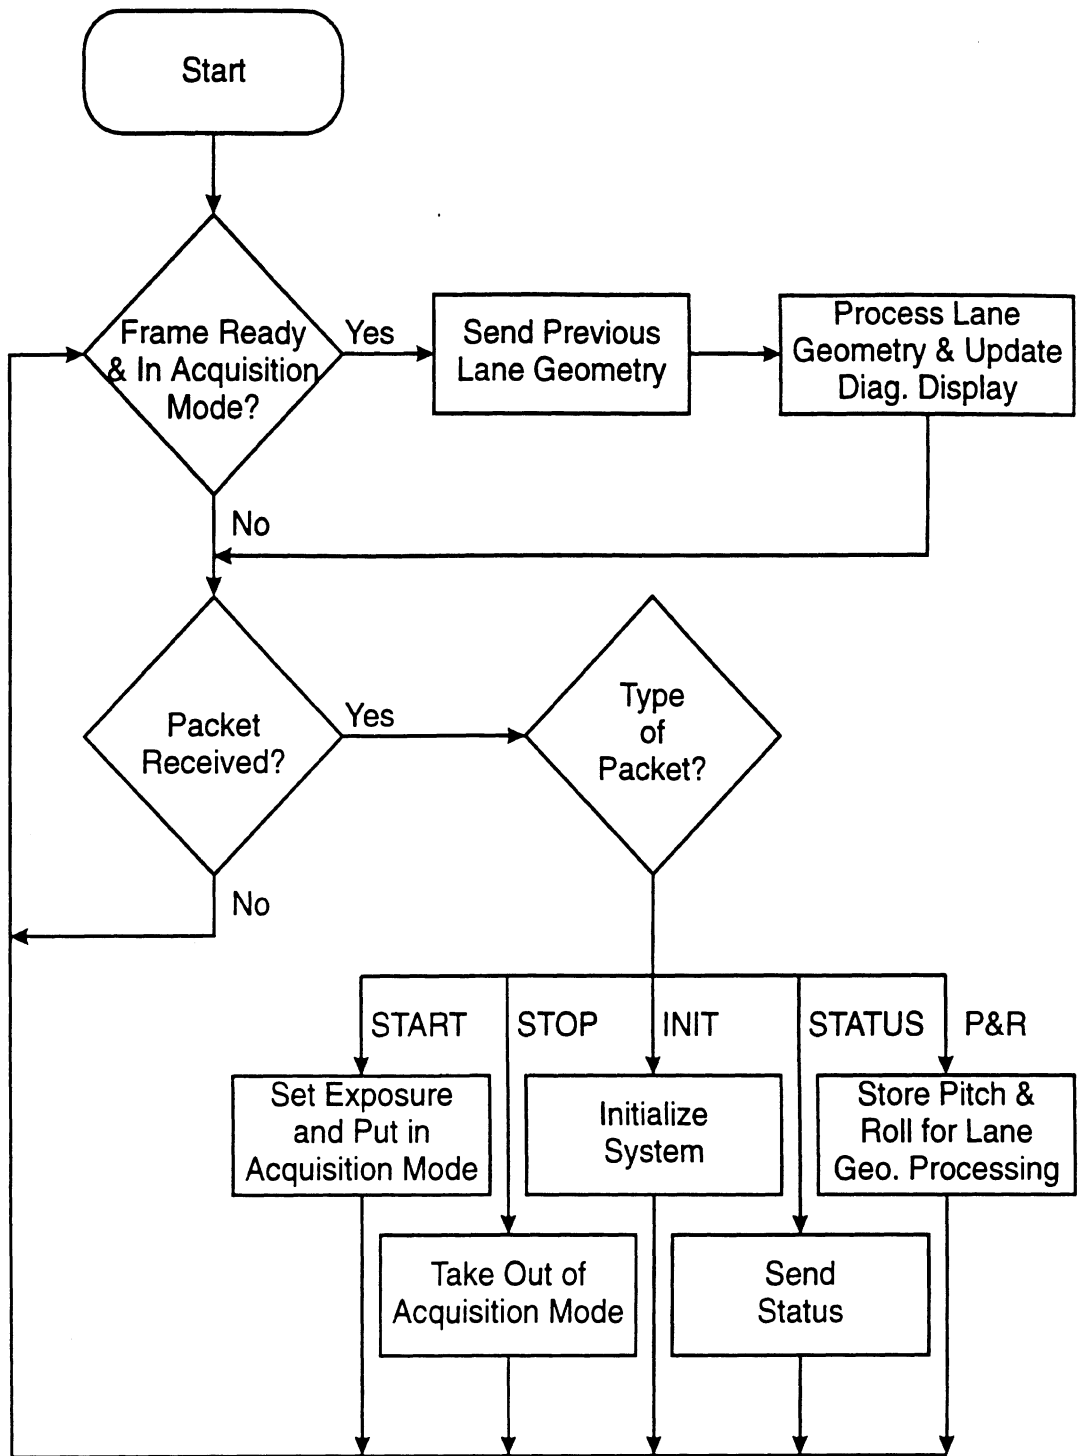 Start
Frame Ready
& In Acquisition
Mode?
Yes
Send Previous
Lane Geometry
Process Lane
Geometry & Update
Diag. Display
No
Packet
Received?
Yes
Type
of
Packet?
No
START
STOP
INIT
STATUS
P&R
Set Exposure
and Put in
Acquisition Mode
Initialize
System
Store Pitch &
Roll for Lane
Geo. Processing
Take Out of
Acquisition Mode
Send
Status